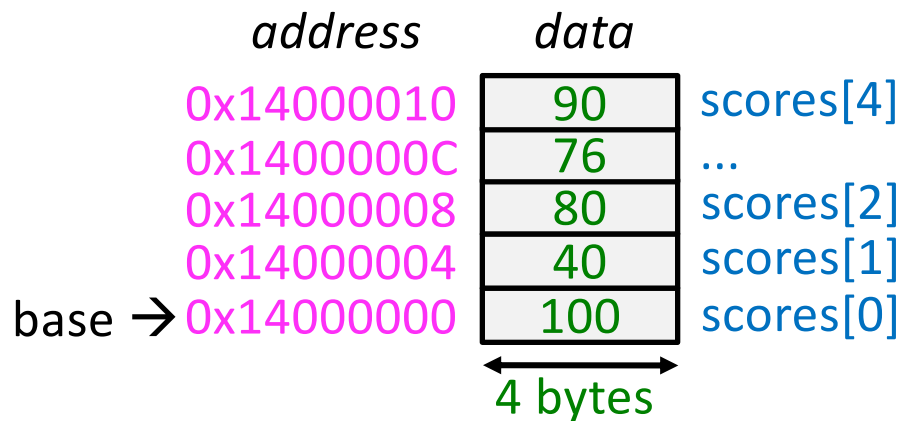 address data
0x14000010 90 scores[4]
0x1400000C 76 ...
0x14000008 80 scores[2]
0x14000004 40 scores[1]
base → 0x14000000 100 scores[0]
4 bytes